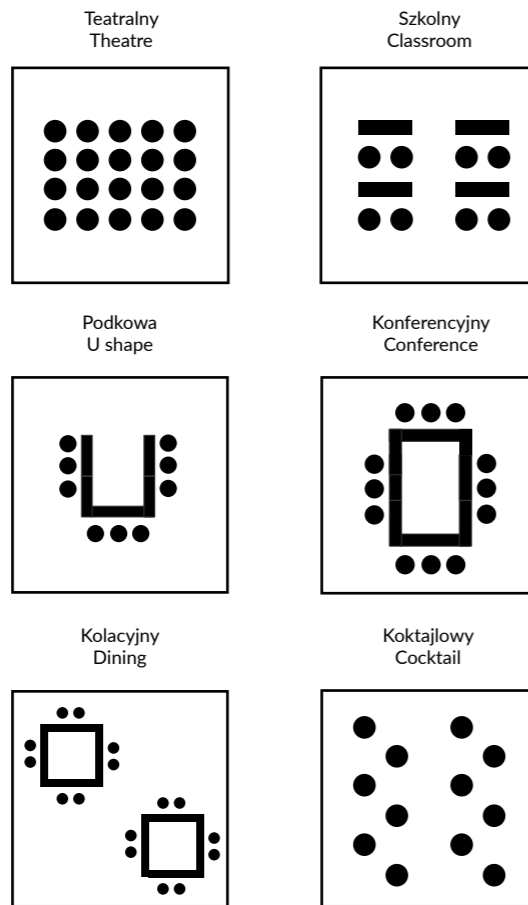 Teatralny
Theatre
Szkolny
Classroom
Podkowa
U shape
Konferencyjny
Conference
Kolacyjny
Dining
Koktajlowy
Cocktail